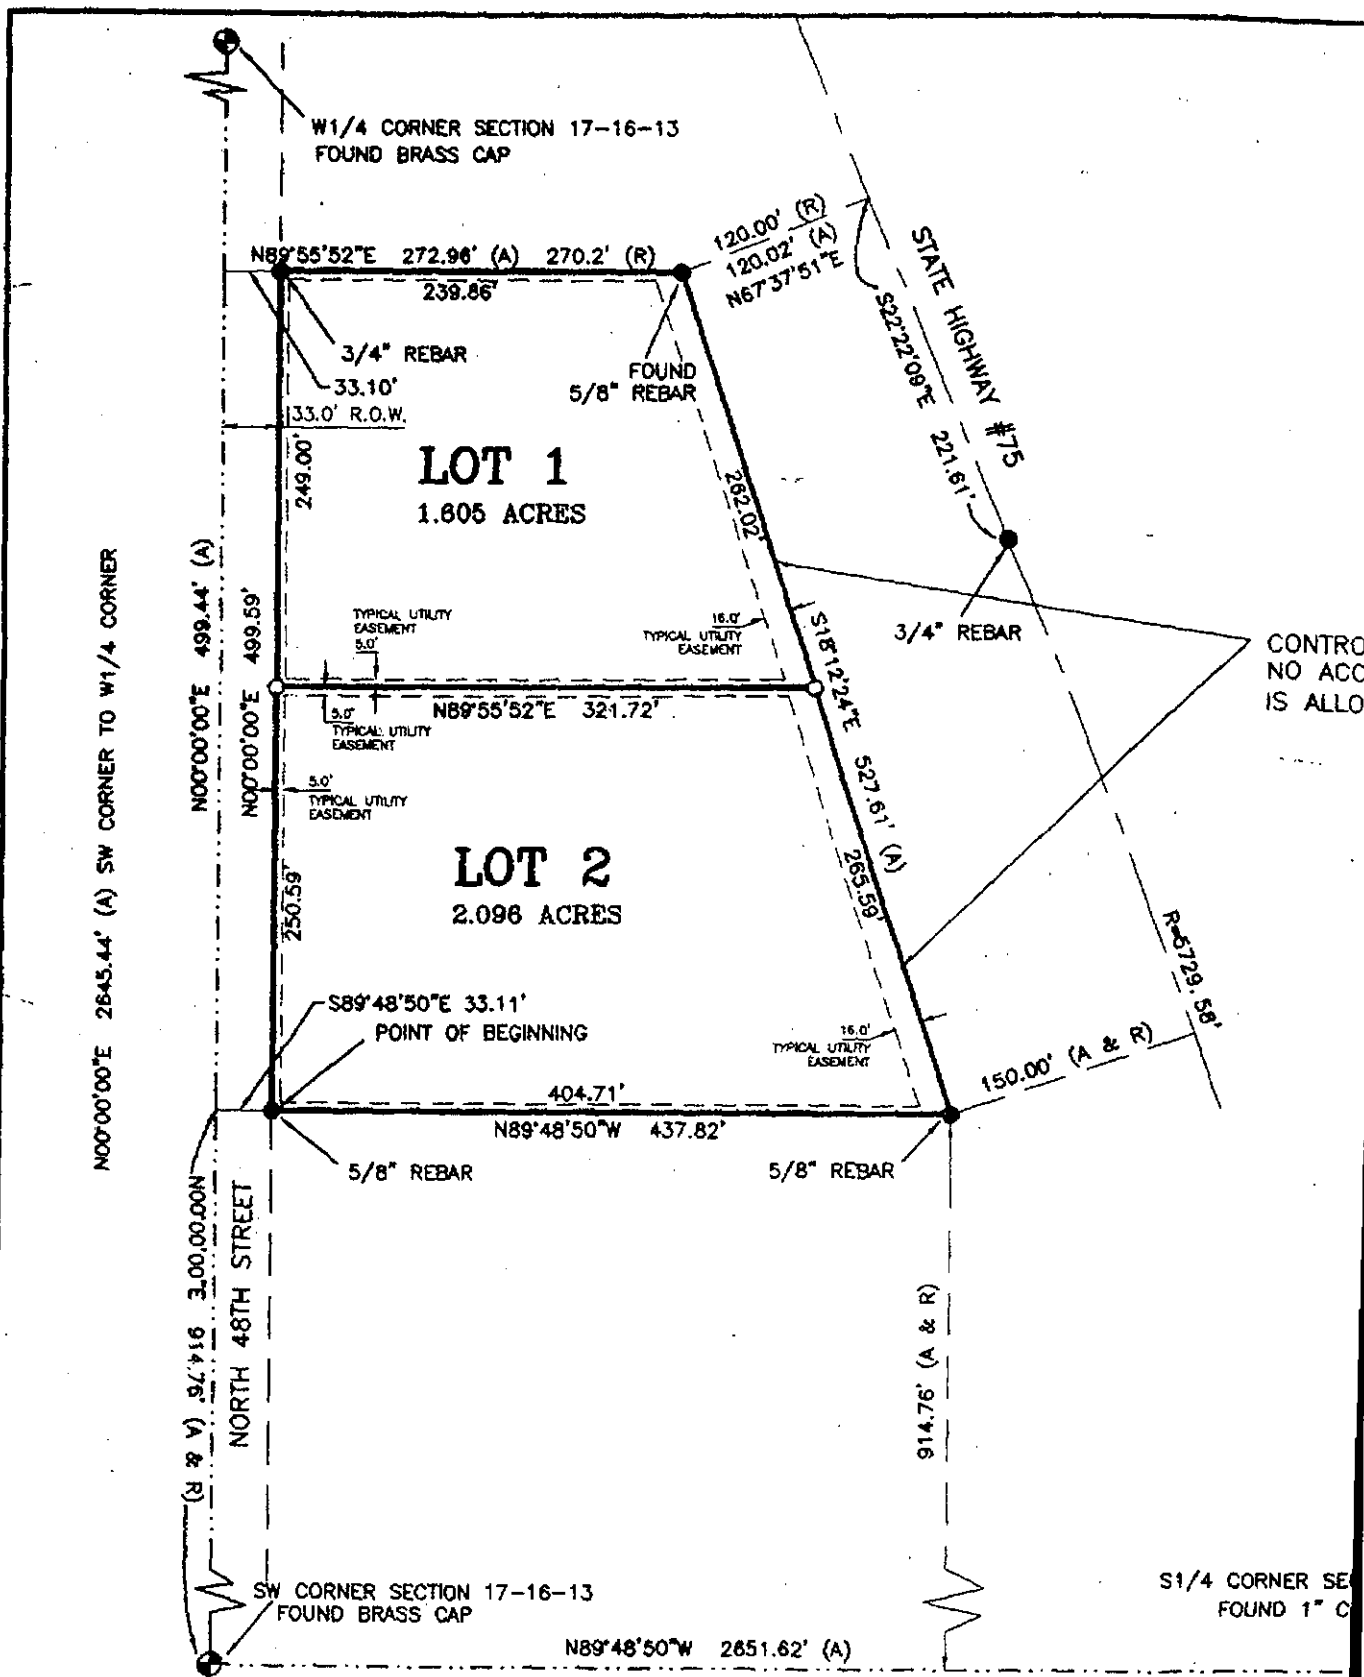 W1/4 CORNER SECTION 17-16-13
FOUND BRASS CAP
N89°55'52"E 272.96' (A) 270.2' (R)
239.86'
120.00' (R)
120.02' (A)
N67°37'51"E
STATE HIGHWAY #75
S22°22'09"E 221.61'
3/4" REBAR
33.10'
33.0' R.O.W.
FOUND
5/8" REBAR
LOT 1
1.605 ACRES
249.00'
262.02'
3/4" REBAR
CONTRO
NO ACC
IS ALLO
N00°00'00"E 2645.44' (A) SW CORNER TO W1/4 CORNER
N00°00'00"E 499.44' (A)
N00°00'00"E 499.59'
TYPICAL UTILITY
EASEMENT
5.0'
16.0'
TYPICAL UTILITY
EASEMENT
S18°12'24"E 527.61' (A)
N89°55'52"E 321.72'
5.0'
TYPICAL UTILITY
EASEMENT
5.0'
TYPICAL UTILITY
EASEMENT
LOT 2
2.096 ACRES
250.59'
265.59'
R=5729.58'
S89°48'50"E 33.11'
POINT OF BEGINNING
16.0'
TYPICAL UTILITY
EASEMENT
150.00' (A & R)
404.71'
N89°48'50"W 437.82'
5/8" REBAR
5/8" REBAR
N00°00'00"E 914.76' (A & R)
NORTH 48TH STREET
914.76' (A & R)
SW CORNER SECTION 17-16-13
FOUND BRASS CAP
S1/4 CORNER SE
FOUND 1" C
N89°48'50"W 2651.62' (A)